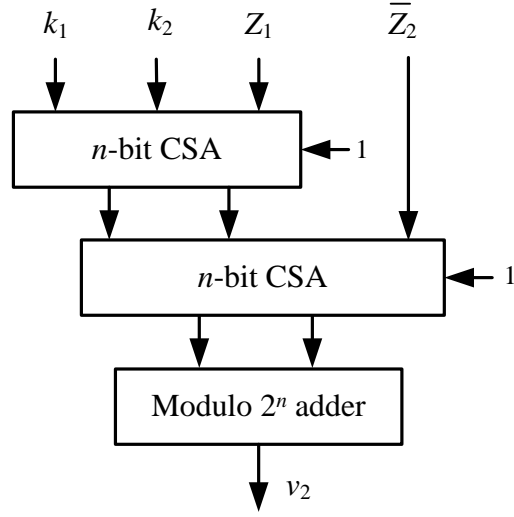 k₁ k₂ Z₁ Z̅₂
n-bit CSA 1
n-bit CSA 1
Modulo 2ⁿ adder
v₂